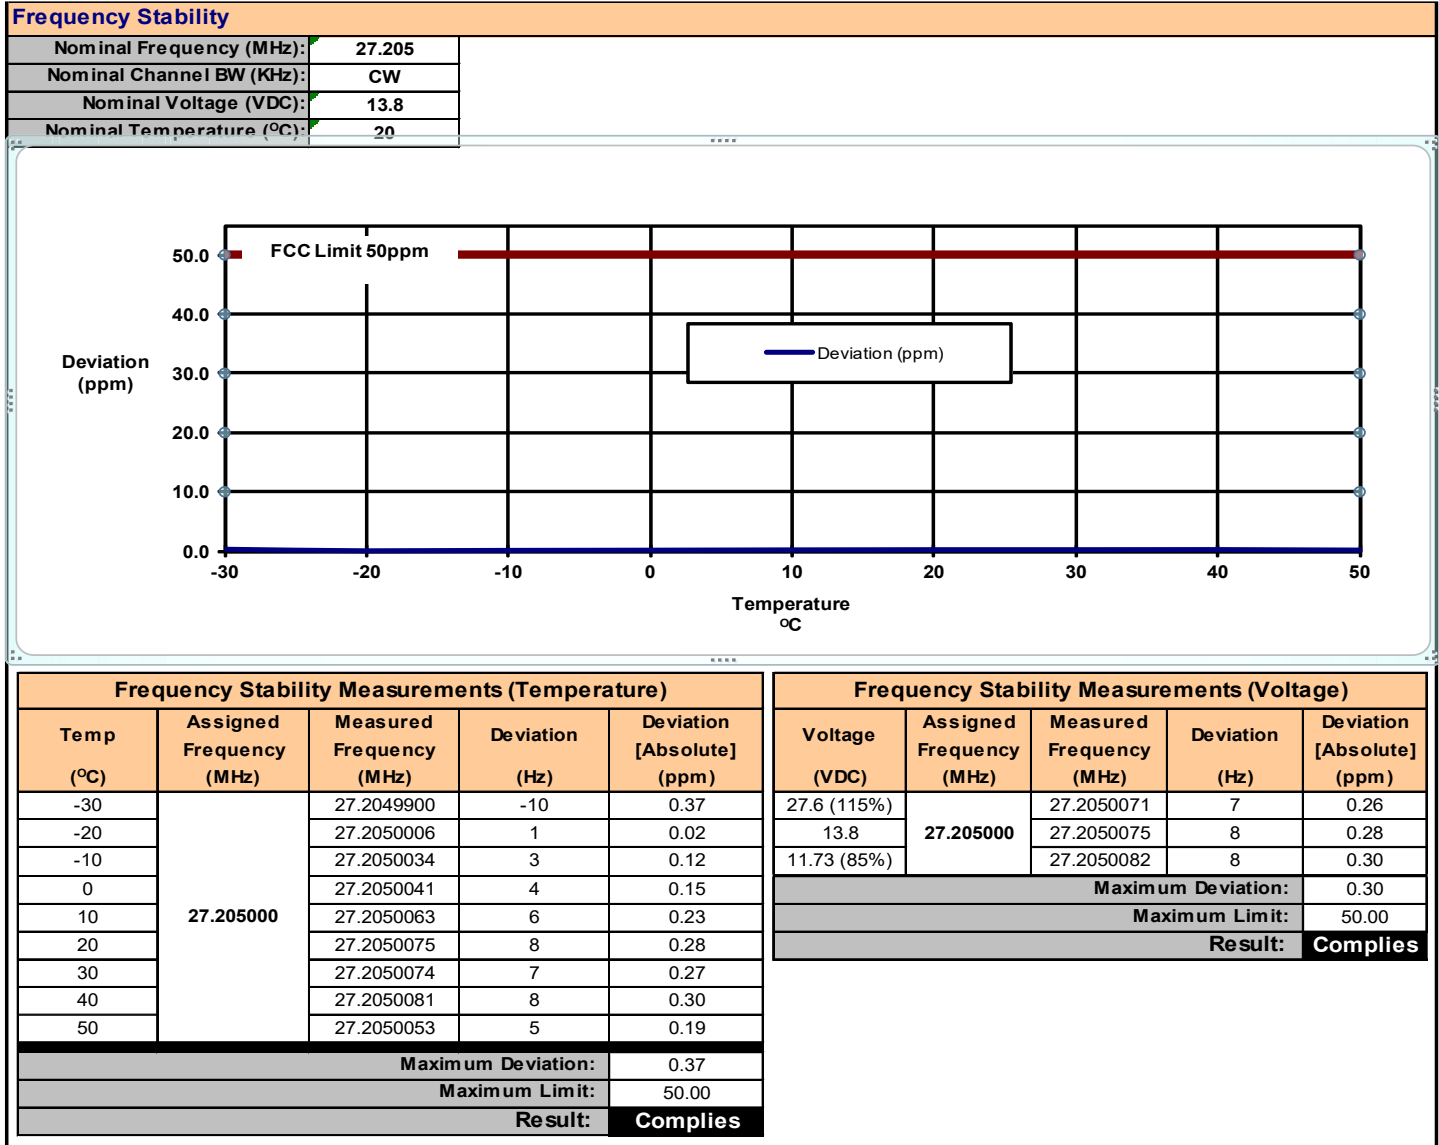 Frequency Stability
Nominal Frequency (MHz): 27.205
Nominal Channel BW (KHz): CW
Nominal Voltage (VDC): 13.8
Nominal Temperature (ºC): 20
FCC Limit 50ppm
50.0
40.0
30.0
20.0
10.0
0.0
Deviation
(ppm)
Deviation (ppm)
-30 -20 -10 0 10 20 30 40 50
Temperature
ºC
Frequency Stability Measurements (Temperature)
Temp Assigned Measured Deviation Deviation
Frequency Frequency [Absolute]
(ºC) (MHz) (MHz) (Hz) (ppm)
-30 27.2049900 -10 0.37
-20 27.2050006 1 0.02
-10 27.2050034 3 0.12
0 27.2050041 4 0.15
10 27.205000 27.2050063 6 0.23
20 27.2050075 8 0.28
30 27.2050074 7 0.27
40 27.2050081 8 0.30
50 27.2050053 5 0.19
Maximum Deviation: 0.37
Maximum Limit: 50.00
Result: Complies
Frequency Stability Measurements (Voltage)
Voltage Assigned Measured Deviation Deviation
Frequency Frequency [Absolute]
(VDC) (MHz) (MHz) (Hz) (ppm)
27.6 (115%) 27.2050071 7 0.26
13.8 27.205000 27.2050075 8 0.28
11.73 (85%) 27.2050082 8 0.30
Maximum Deviation: 0.30
Maximum Limit: 50.00
Result: Complies